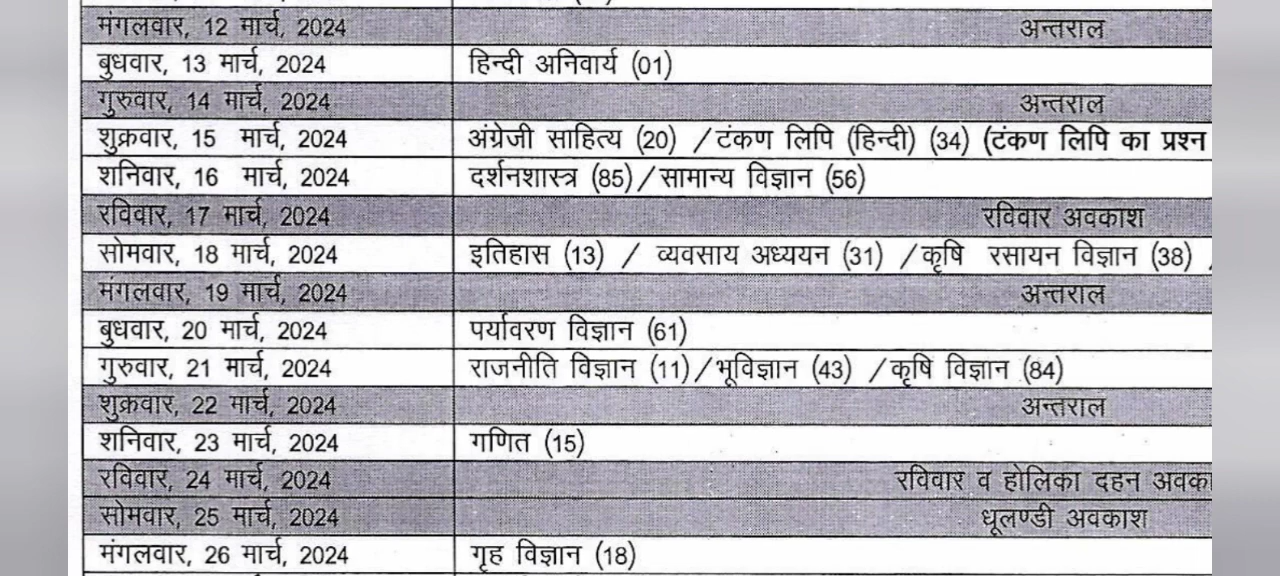 मंगलवार, 12 मार्च, 2024 अन्तराल
बुधवार, 13 मार्च, 2024 हिन्दी अनिवार्य (01)
गुरुवार, 14 मार्च, 2024 अन्तराल
शुक्रवार, 15 मार्च, 2024 अंग्रेजी साहित्य (20) / टंकण लिपि (हिन्दी) (34) (टंकण लिपि का प्रश्न
शनिवार, 16 मार्च, 2024 दर्शनशास्त्र (85) / सामान्य विज्ञान (56)
रविवार, 17 मार्च, 2024 रविवार अवकाश
सोमवार, 18 मार्च, 2024 इतिहास (13) / व्यवसाय अध्ययन (31) / कृषि रसायन विज्ञान (38)
मंगलवार, 19 मार्च, 2024 अन्तराल
बुधवार, 20 मार्च, 2024 पर्यावरण विज्ञान (61)
गुरुवार, 21 मार्च, 2024 राजनीति विज्ञान (11) / भूविज्ञान (43) / कृषि विज्ञान (84)
शुक्रवार, 22 मार्च, 2024 अन्तराल
शनिवार, 23 मार्च, 2024 गणित (15)
रविवार, 24 मार्च, 2024 रविवार व होलिका दहन
सोमवार, 25 मार्च, 2024 धूलण्डी अवकाश
मंगलवार, 26 मार्च, 2024 गृह विज्ञान (18)